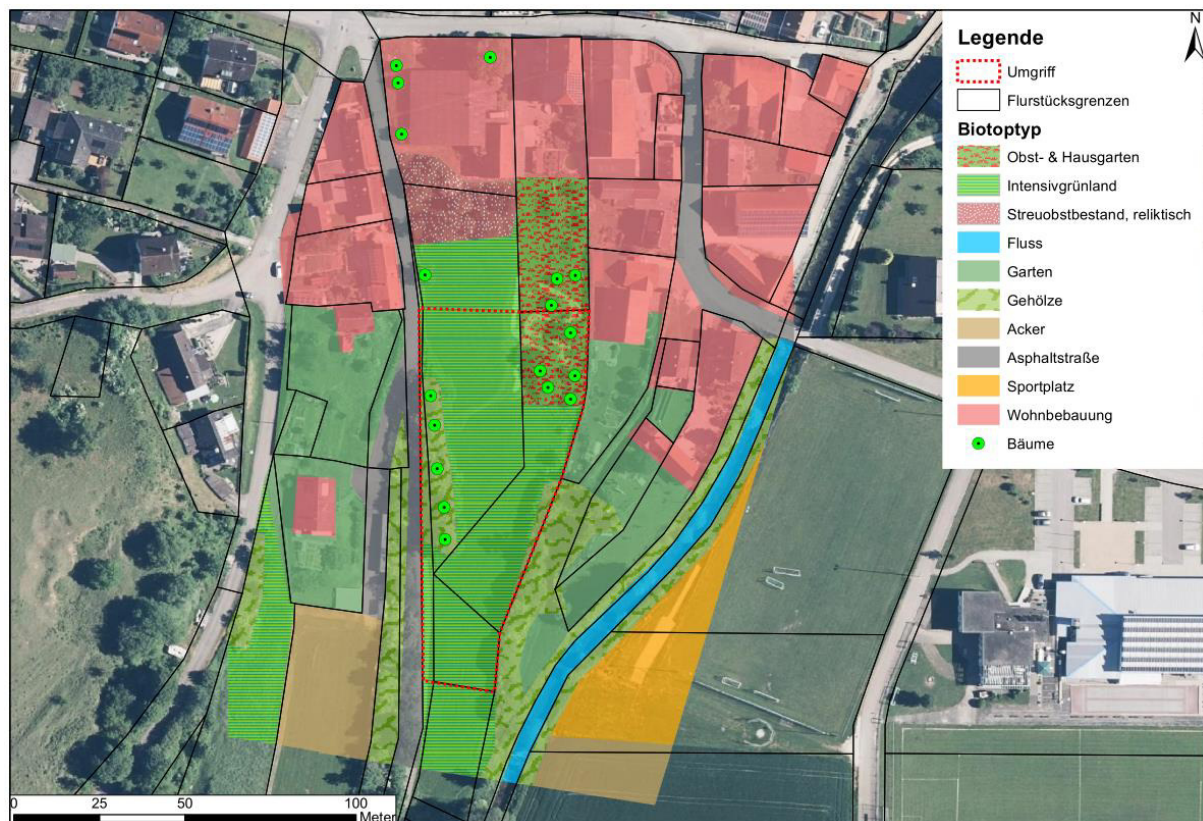 N
Legende
Umgriff
Flurstücksgrenzen
Biotoptyp
Obst- & Hausgarten
Intensivgrünland
Streuobstbestand, reliktisch
Fluss
Garten
Gehölze
Acker
Asphaltstraße
Sportplatz
Wohnbebauung
Bäume
0 25 50 100
Meter